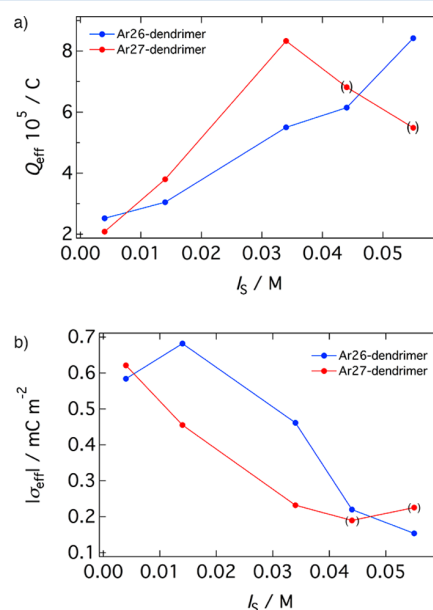 a)
Ar26-dendrimer
Ar27-dendrimer
Q_eff 10^5 / C
8
6
4
2
0.00 0.01 0.02 0.03 0.04 0.05
( )
( )
I_S / M
b)
Ar26-dendrimer
Ar27-dendrimer
|σ_eff| / mC m^-2
0.7
0.6
0.5
0.4
0.3
0.2
0.1
( )
( )
0.00 0.01 0.02 0.03 0.04 0.05
I_S / M